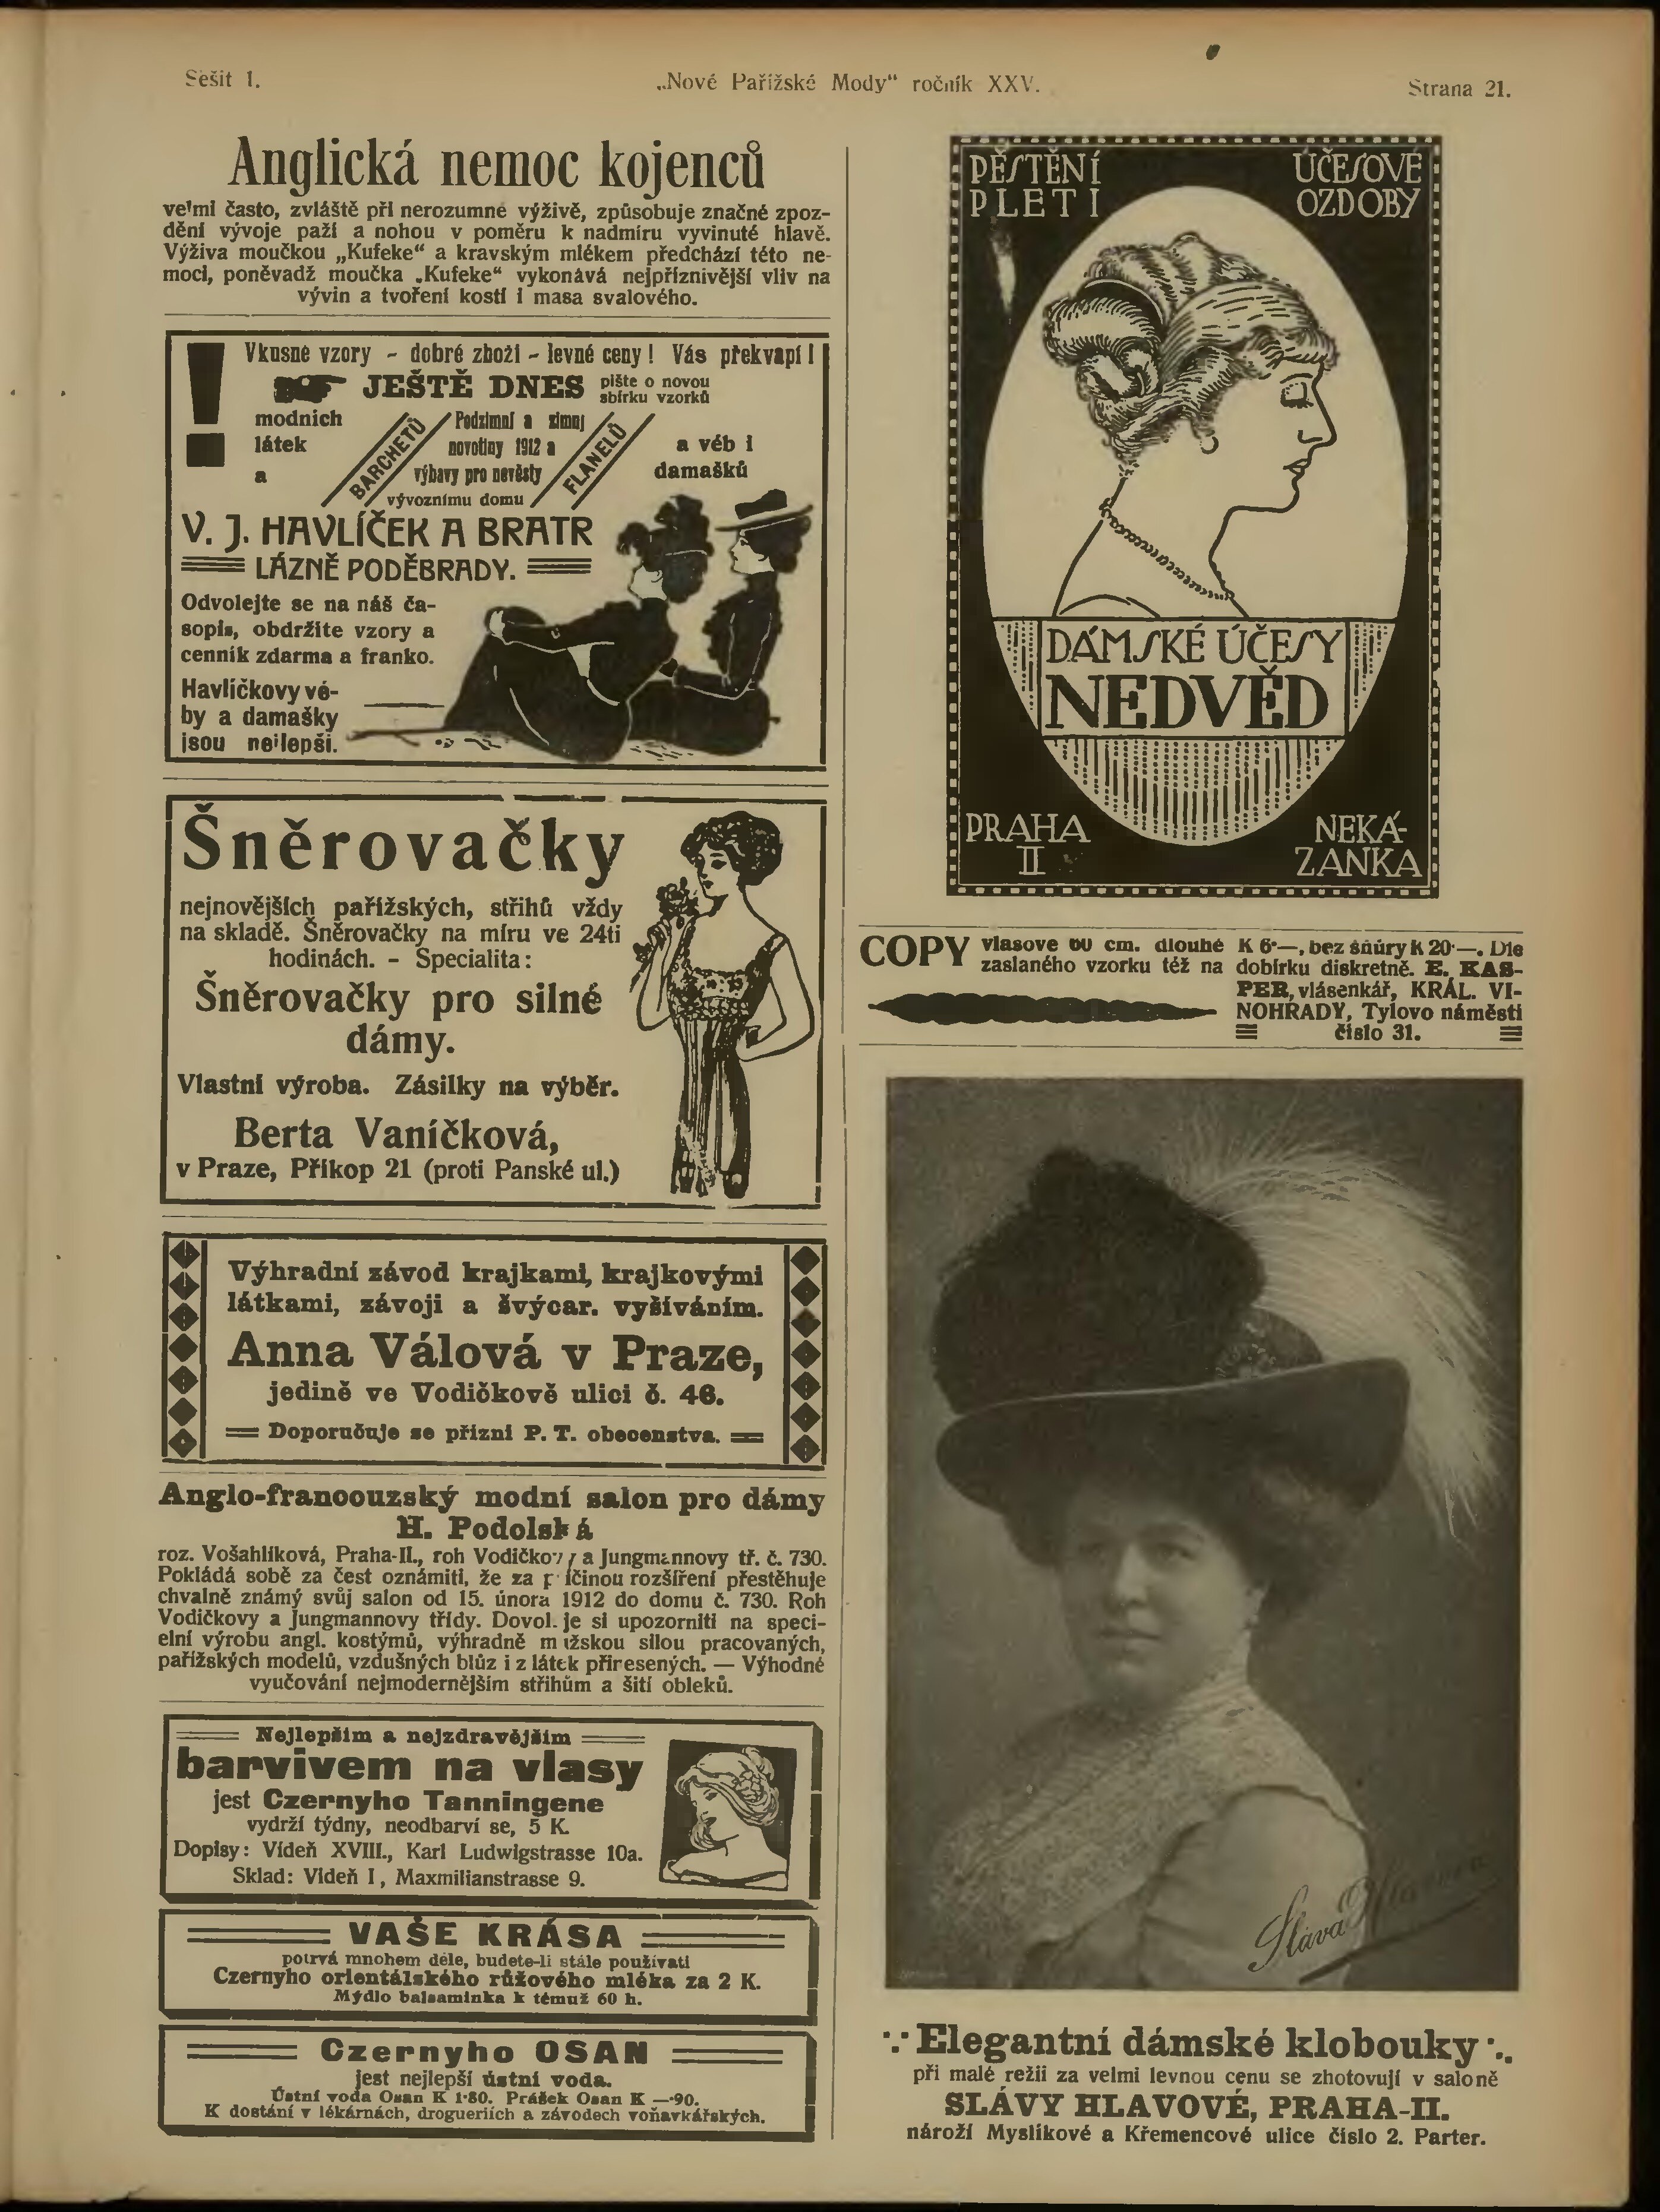 Sešit 1.
„Nové Pařížské Mody“ ročník XXV.
Strana 21.
Anglická nemoc kojenců
velmi často, zvláště při nerozumné výživě, způsobuje značné zpoz-
dění vývoje paží a nohou v poměru k nadmíru vyvinuté hlavě.
Výživa moučkou „Kufeke“ a kravským mlékem předchází této ne-
moci, poněvadž moučka „Kufeke“ vykonává nejpříznivější vliv na
vývin a tvoření kostí i masa svalového.
! Vkusné vzory - dobré zboží - levné ceny! Vás překvapí!
JEŠTĚ DNES pište o novou
sbírku vzorků
modních
látek
a
BARCHETŮ
Podzimní a zimní
novotiny 1912 a
výbavy pro nevěsty
vývoznímu domu
FLANELŮ
a véb i
damašků
V. J. HAVLÍČEK A BRATR
LÁZNĚ PODĚBRADY.
Odvolejte se na náš ča-
sopis, obdržíte vzory a
cenník zdarma a franko.
Havlíčkovy vé-
by a damašky
jsou nejlepší.
Šněrovačky
nejnovějších pařížských, střihů vždy
na skladě. Šněrovačky na míru ve 24ti
hodinách. - Specialita:
Šněrovačky pro silné
dámy.
Vlastní výroba. Zásilky na výběr.
Berta Vaníčková,
v Praze, Příkop 21 (proti Panské ul.)
Výhradní závod krajkami, krajkovými
látkami, závoji a švýcar. vyšíváním.
Anna Válová v Praze,
jedině ve Vodičkově ulici č. 46.
Doporučuje se přízni P. T. obecenstva.
Anglo-francouzský modní salon pro dámy
H. Podolská
roz. Vošahlíková, Praha-II., roh Vodičkovy a Jungmannovy tř. č. 730.
Pokládá sobě za čest oznámiti, že za příčinou rozšíření přestěhuje
chvalně známý svůj salon od 15. února 1912 do domu č. 730. Roh
Vodičkovy a Jungmannovy třídy. Dovol. je si upozorniti na speci-
elní výrobu angl. kostýmů, výhradně mužskou silou pracovaných,
pařížských modelů, vzdušných blůz i z látek přinesených. — Výhodné
vyučování nejmodernějším střihům a šití obleků.
Nejlepším a nejzdravějším
barvivem na vlasy
jest Czernyho Tanningene
vydrží týdny, neodbarví se, 5 K.
Dopisy: Vídeň XVIII., Karl Ludwigstrasse 10a.
Sklad: Vídeň I, Maxmilianstrasse 9.
VAŠE KRÁSA
potrvá mnohem déle, budete-li stále používati
Czernyho orientálského růžového mléka za 2 K.
Mýdlo balsaminka k témuž 60 h.
Czernyho OSAN
jest nejlepší ústní voda.
Ústní voda Osan K 1·80. Prášek Osan K —·90.
K dostání v lékárnách, drogueriích a závodech voňavkářských.
PĚSTĚNÍ
PLETI
ÚČESOVÉ
OZDOBY
DÁMSKÉ ÚČESY
NEDVĚD
PRAHA
II
NEKÁ-
ZANKA
COPY vlasové 60 cm. dlouhé K 6·—, bez šňůry K 20·—. Dle
zaslaného vzorku též na dobírku diskretně. E. KAS-
PER, vlásenkář, KRÁL. VI-
NOHRADY, Tylovo náměstí
číslo 31.
Sláva Hlavová
Elegantní dámské klobouky
při malé režii za velmi levnou cenu se zhotovují v saloně
SLÁVY HLAVOVÉ, PRAHA-II.
nároží Myslíkové a Křemencové ulice číslo 2. Parter.